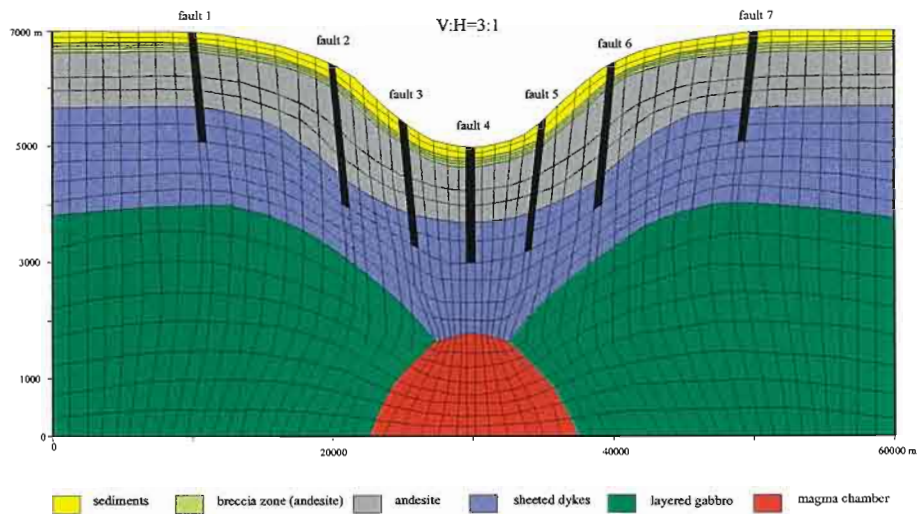 fault 1
V:H=3:1
fault 7
7000 m
fault 2
fault 6
fault 3
fault 5
fault 4
5000
3000
1000
0
0
20000
40000
60000 m
sediments
breccia zone (andesite)
andesite
sheeted dykes
layered gabbro
magma chamber